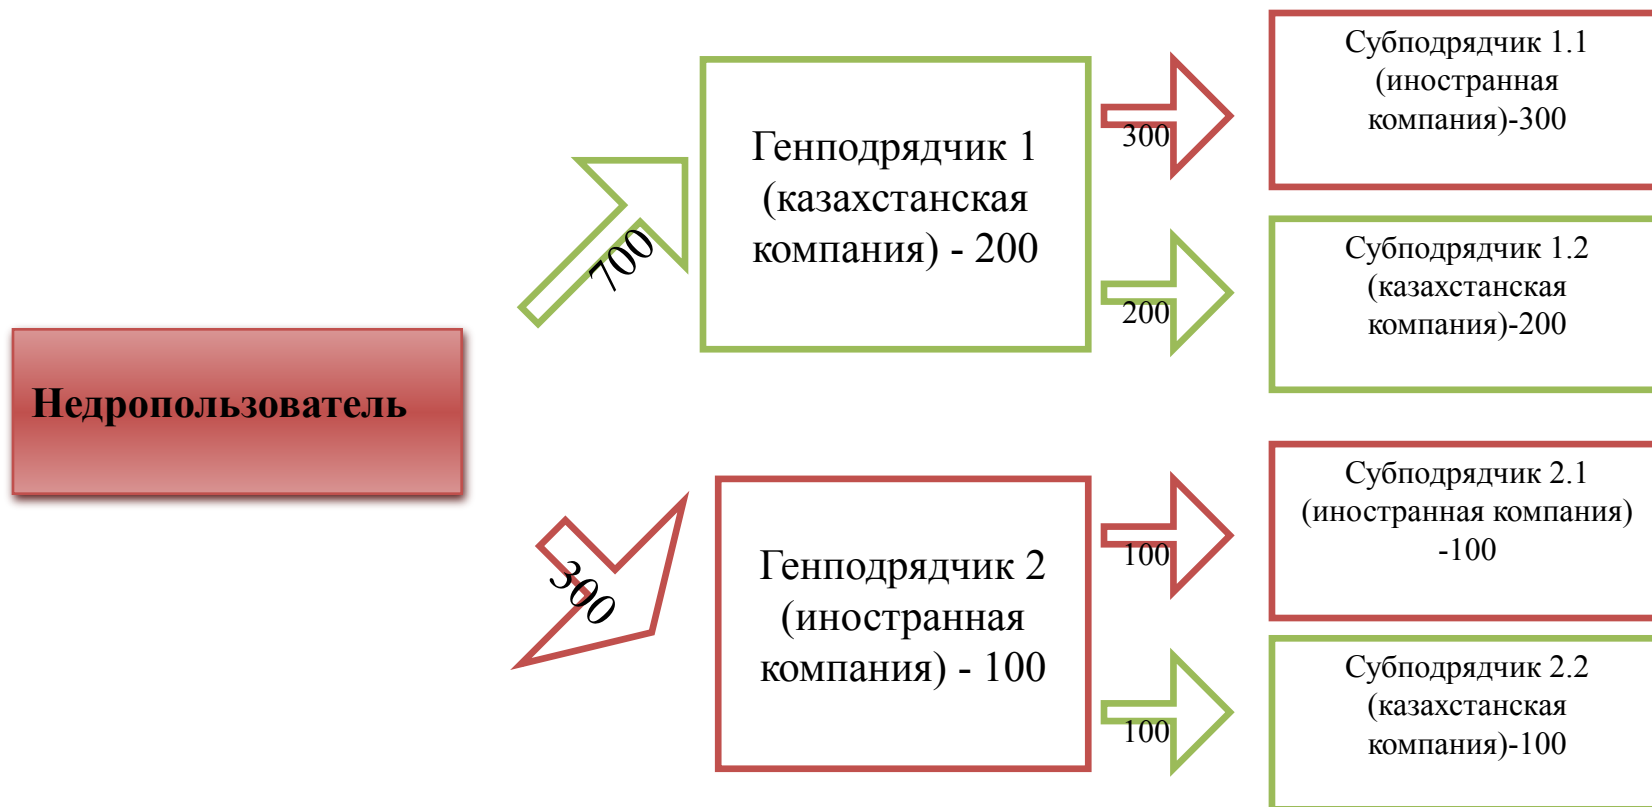 Недропользователь
700
300
Генподрядчик 1
(казахстанская
компания) - 200
300
200
Субподрядчик 1.1
(иностранная
компания)-300
Субподрядчик 1.2
(казахстанская
компания)-200
Генподрядчик 2
(иностранная
компания) - 100
100
100
Субподрядчик 2.1
(иностранная компания)
-100
Субподрядчик 2.2
(казахстанская
компания)-100